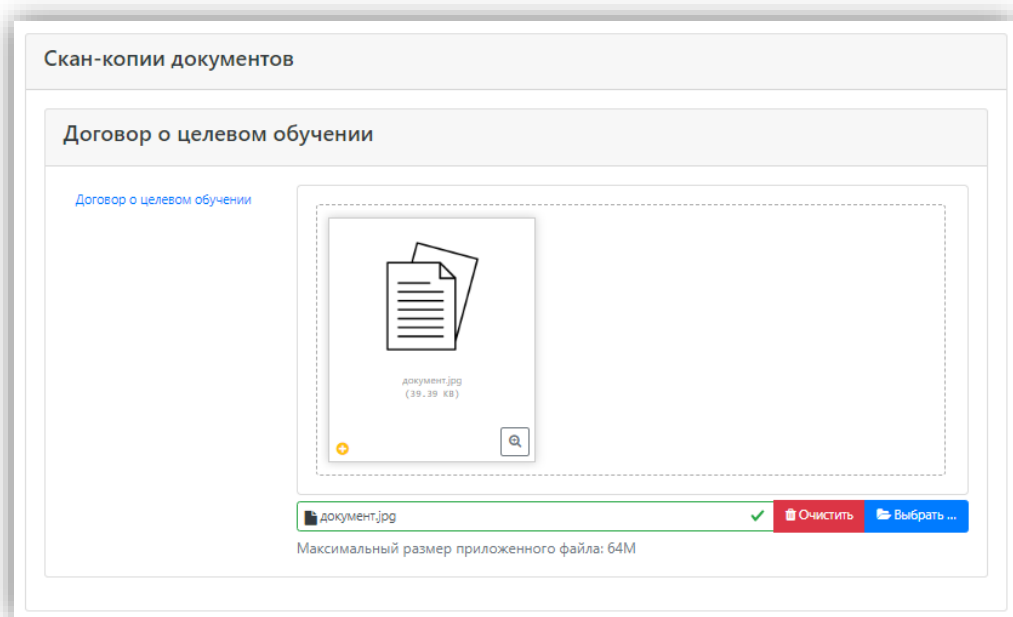 Скан-копии документов
Договор о целевом обучении
Договор о целевом обучении
документ.jpg
(39.39 KB)
документ.jpg
Очистить
Выбрать ...
Максимальный размер приложенного файла: 64M